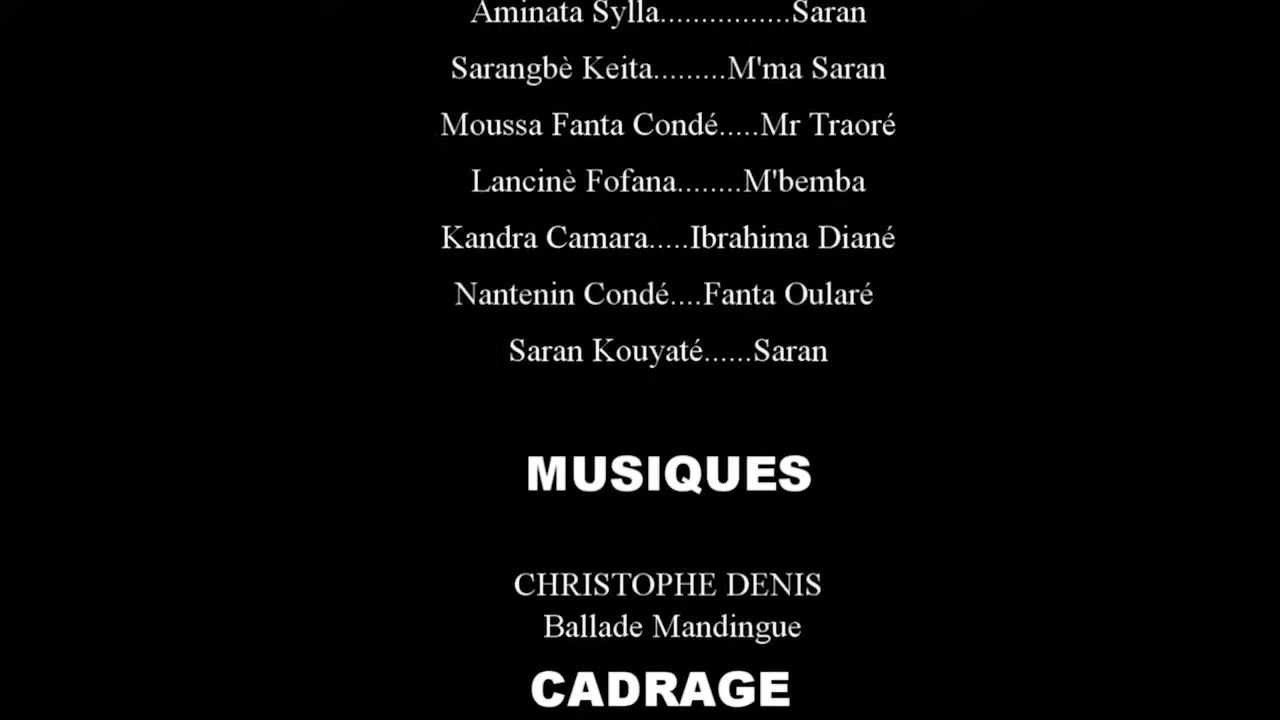 Aminata Sylla................Saran
Sarangbè Keita.........M'ma Saran
Moussa Fanta Condé.....Mr Traoré
Lancinè Fofana........M'bemba
Kandra Camara.....Ibrahima Diané
Nantenin Condé....Fanta Oularé
Saran Kouyaté......Saran
MUSIQUES
CHRISTOPHE DENIS
Ballade Mandingue
CADRAGE